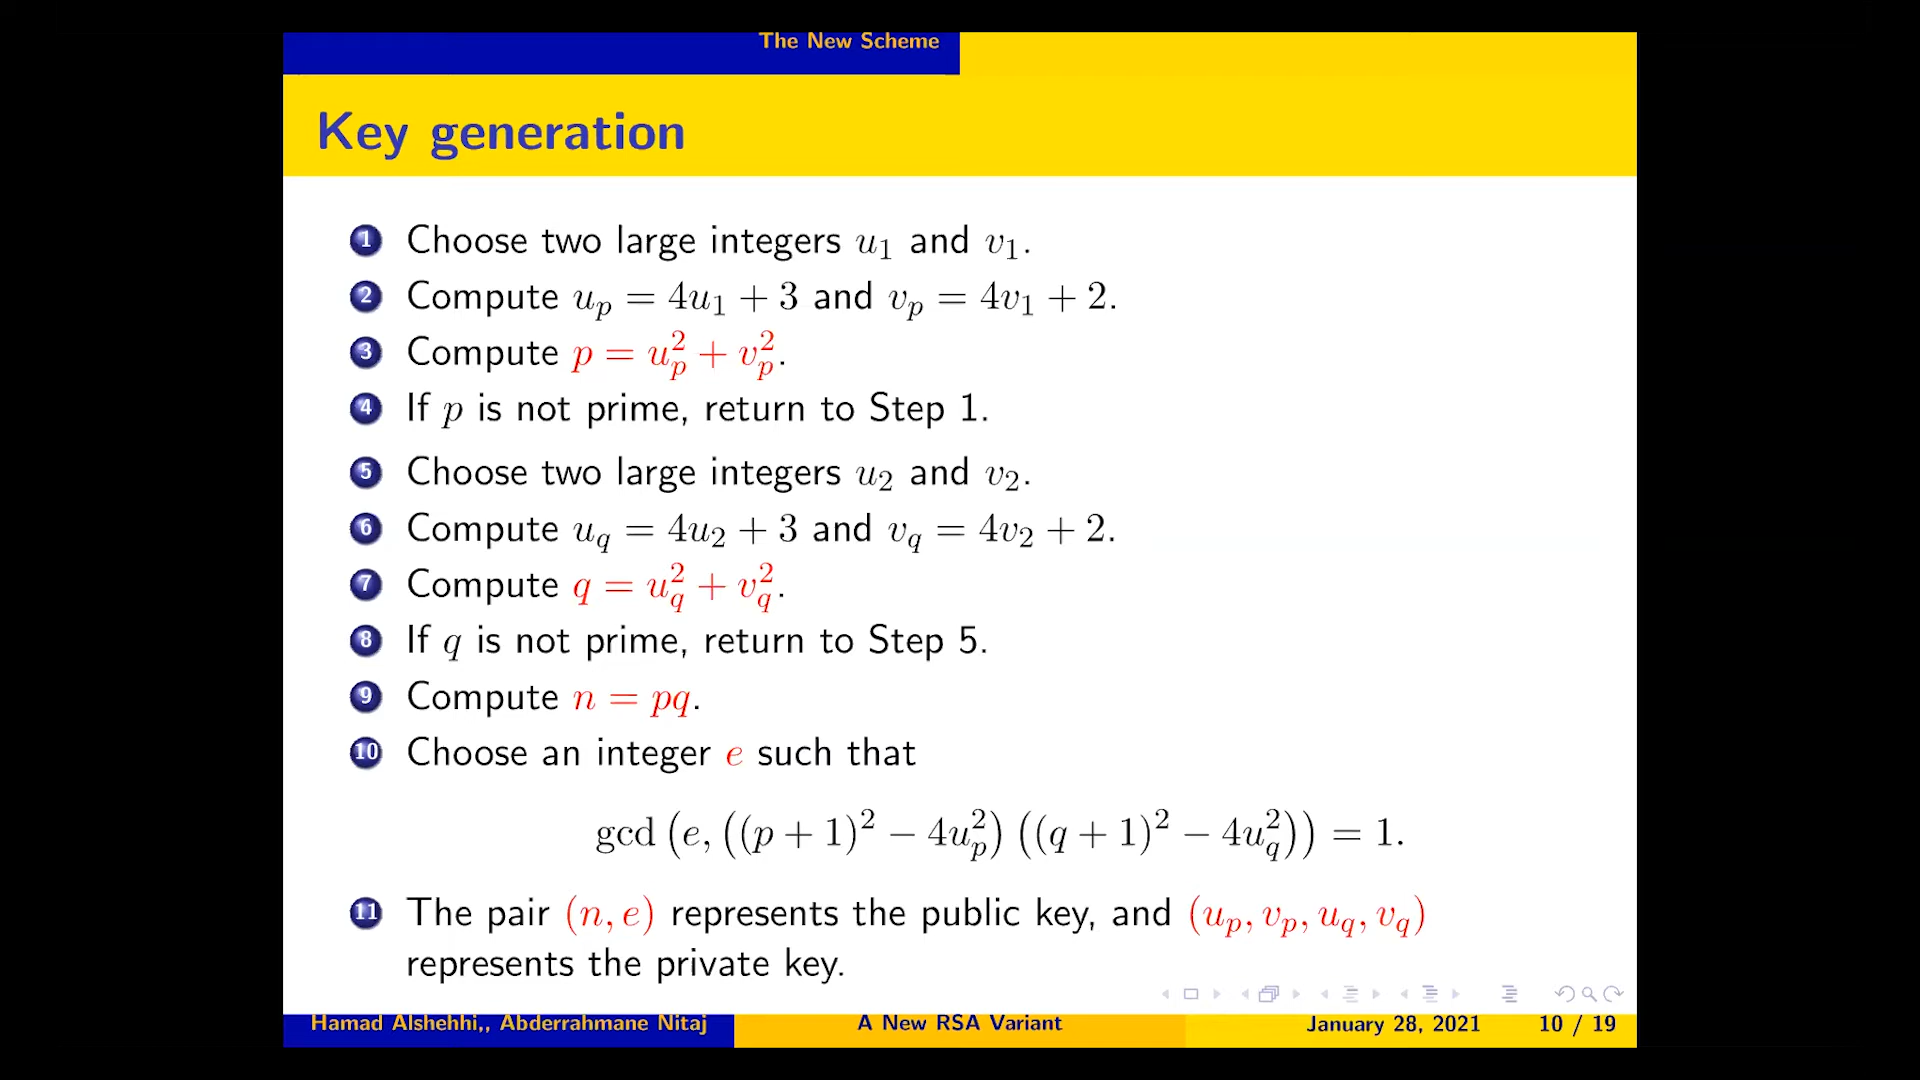 The New Scheme
Key generation
1 Choose two large integers u₁ and v₁.
2 Compute u_p = 4u₁ + 3 and v_p = 4v₁ + 2.
3 Compute p = u_p² + v_p².
4 If p is not prime, return to Step 1.
5 Choose two large integers u₂ and v₂.
6 Compute u_q = 4u₂ + 3 and v_q = 4v₂ + 2.
7 Compute q = u_q² + v_q².
8 If q is not prime, return to Step 5.
9 Compute n = pq.
10 Choose an integer e such that
gcd (e, ((p + 1)² − 4u_p²) ((q + 1)² − 4u_q²)) = 1.
11 The pair (n, e) represents the public key, and (u_p, v_p, u_q, v_q)
represents the private key.
Hamad Alshehhi,, Abderrahmane Nitaj A New RSA Variant January 28, 2021 10 / 19